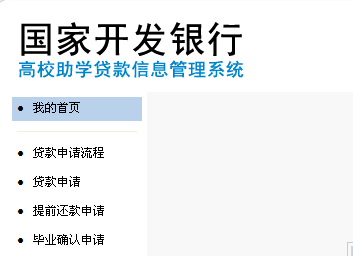 国家开发银行
高校助学贷款信息管理系统
我的首页
贷款申请流程
贷款申请
提前还款申请
毕业确认申请